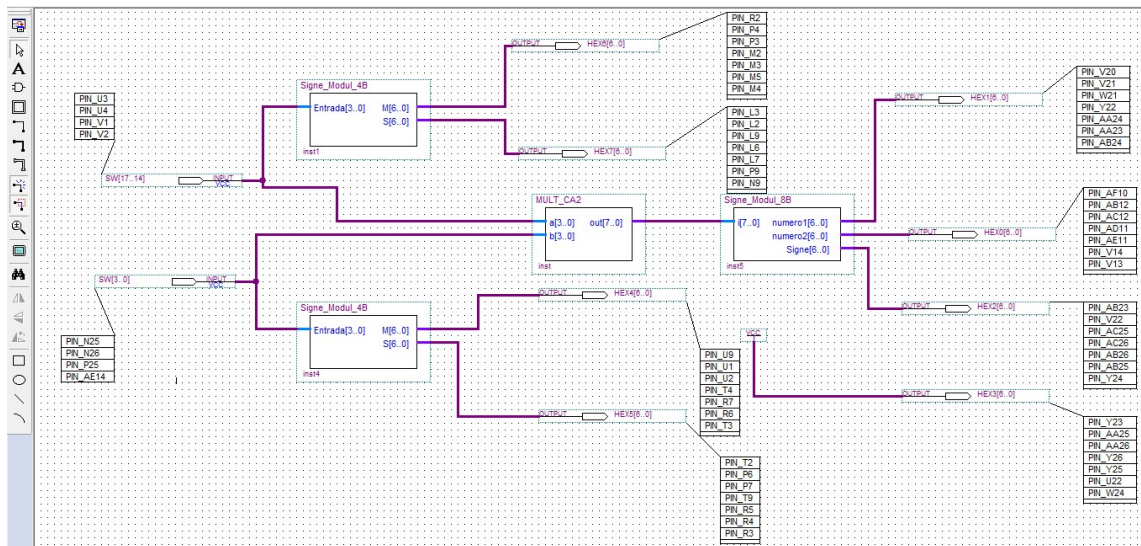 PIN_U3
PIN_U4
PIN_V1
PIN_V2
SW[17..14]
INPUT
VCC
Signe_Modul_4B
Entrada[3..0]
M[6..0]
S[6..0]
inst1
OUTPUT
HEX6[6..0]
PIN_R2
PIN_P4
PIN_P3
PIN_M2
PIN_M3
PIN_M5
PIN_M4
OUTPUT
HEX7[6..0]
PIN_L3
PIN_L2
PIN_L9
PIN_L6
PIN_L7
PIN_P9
PIN_N9
MULT_CA2
a[3..0]
out[7..0]
b[3..0]
inst
Signe_Modul_8B
i[7..0]
numero1[6..0]
numero2[6..0]
Signe[6..0]
inst5
OUTPUT
HEX1[6..0]
PIN_V20
PIN_V21
PIN_W21
PIN_Y22
PIN_AA24
PIN_AA23
PIN_AB24
OUTPUT
HEX0[6..0]
PIN_AF10
PIN_AB12
PIN_AC12
PIN_AD11
PIN_AE11
PIN_V14
PIN_V13
SW[3..0]
INPUT
VCC
PIN_N25
PIN_N26
PIN_P25
PIN_AE14
Signe_Modul_4B
Entrada[3..0]
M[6..0]
S[6..0]
inst4
OUTPUT
HEX4[6..0]
PIN_U9
PIN_U1
PIN_U2
PIN_T4
PIN_R7
PIN_R6
PIN_T3
OUTPUT
HEX5[6..0]
PIN_T2
PIN_P6
PIN_P7
PIN_T9
PIN_R5
PIN_R4
PIN_R3
OUTPUT
HEX2[6..0]
PIN_AB23
PIN_V22
PIN_AC25
PIN_AC26
PIN_AB26
PIN_AB25
PIN_Y24
VCC
OUTPUT
HEX3[6..0]
PIN_Y23
PIN_AA25
PIN_AA26
PIN_Y26
PIN_Y25
PIN_U22
PIN_W24